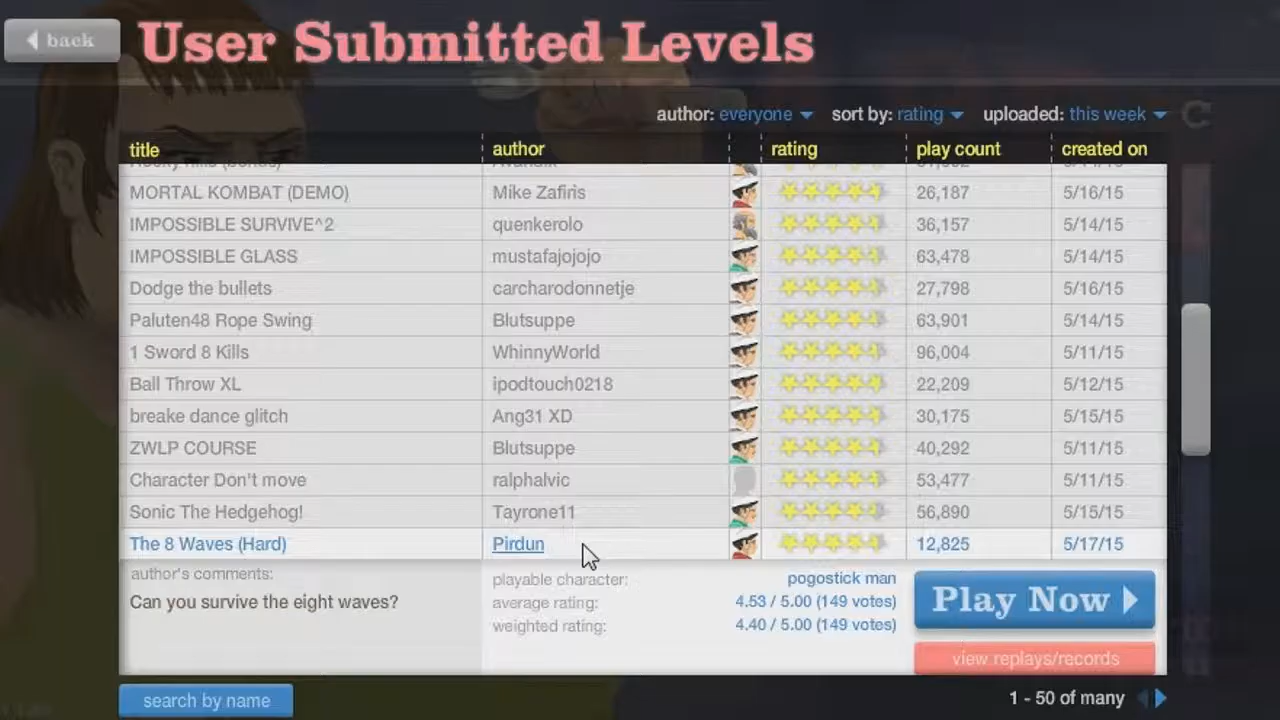 back
User Submitted Levels
author: everyone sort by: rating uploaded: this week
title author rating play count created on
MORTAL KOMBAT (DEMO) Mike Zafiris 26,187 5/16/15
IMPOSSIBLE SURVIVE^2 quenkerolo 36,157 5/14/15
IMPOSSIBLE GLASS mustafajojojo 63,478 5/14/15
Dodge the bullets carcharodonnetje 27,798 5/16/15
Paluten48 Rope Swing Blutsuppe 63,901 5/14/15
1 Sword 8 Kills WhinnyWorld 96,004 5/11/15
Ball Throw XL ipodtouch0218 22,209 5/12/15
breake dance glitch Ang31 XD 30,175 5/15/15
ZWLP COURSE Blutsuppe 40,292 5/11/15
Character Don't move ralphalvic 53,477 5/11/15
Sonic The Hedgehog! Tayrone11 56,890 5/15/15
The 8 Waves (Hard) Pirdun 12,825 5/17/15
author's comments:
Can you survive the eight waves?
playable character: pogostick man
average rating: 4.53 / 5.00 (149 votes)
weighted rating: 4.40 / 5.00 (149 votes)
Play Now
view replays/records
search by name
1 - 50 of many